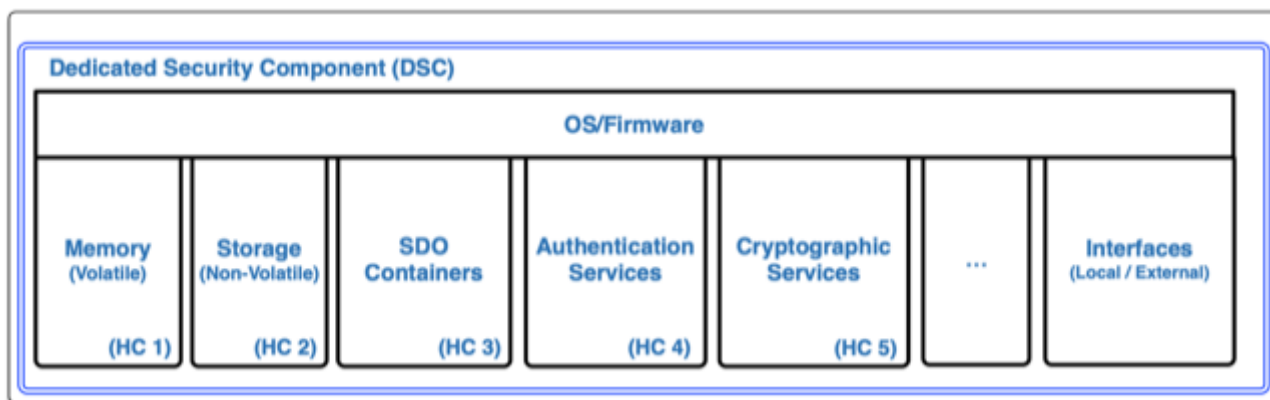 Dedicated Security Component (DSC)
OS/Firmware
Memory
(Volatile)
(HC 1)
Storage
(Non-Volatile)
(HC 2)
SDO
Containers
(HC 3)
Authentication
Services
(HC 4)
Cryptographic
Services
(HC 5)
...
Interfaces
(Local / External)